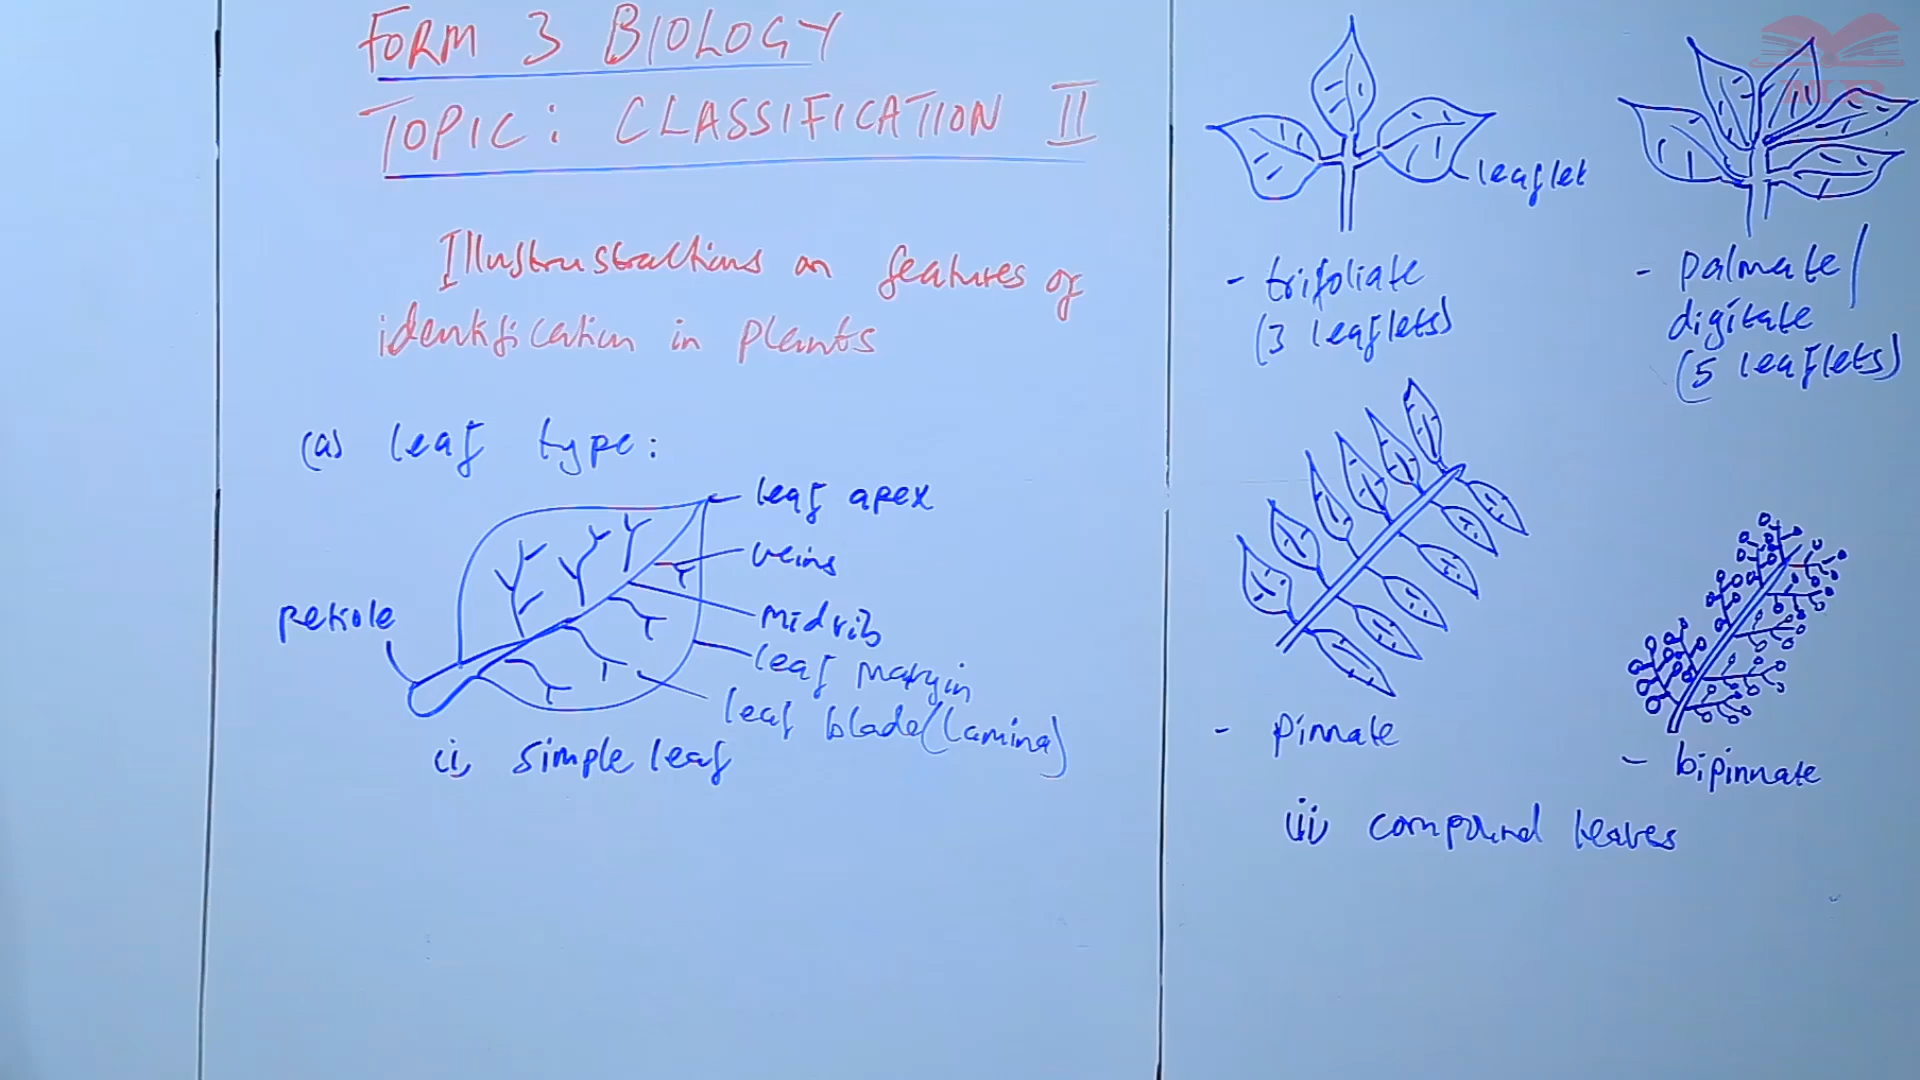 FORM 3 BIOLOGY
TOPIC: CLASSIFICATION II
Illustrustractions on features of
identification in plants
(a) leaf type:
leaf apex
veins
midrib
leaf margin
leaf blade (lamina)
petiole
(i) simple leaf
leaflet
- trifoliate
(3 leaflets)
- palmate/
digitate
(5 leaflets)
- pinnate
- bipinnate
(ii) compound leaves